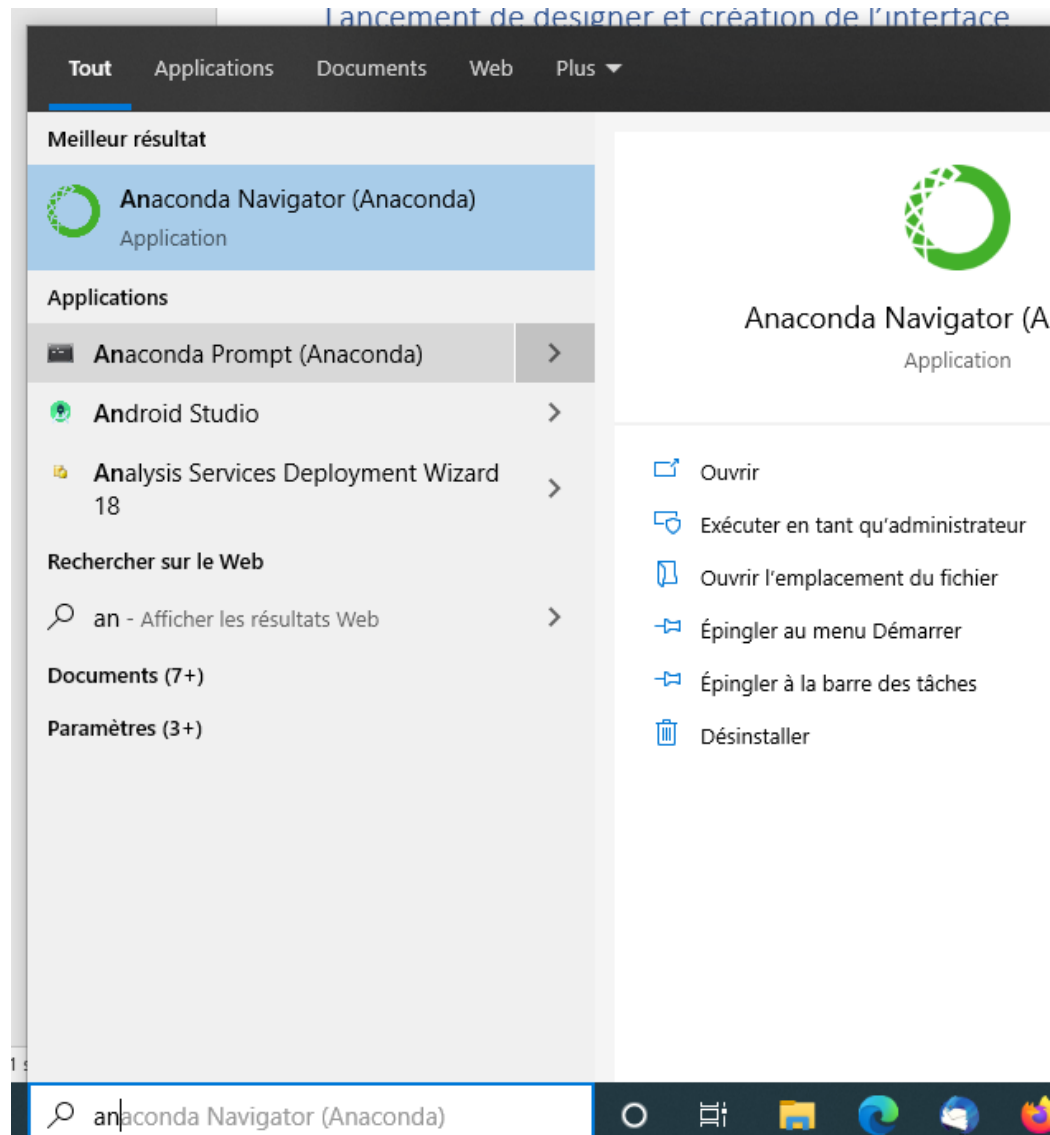 Lancement de designer et création de l'interface
Tout Applications Documents Web Plus
Meilleur résultat
Anaconda Navigator (Anaconda)
Application
Applications
Anaconda Prompt (Anaconda)
Android Studio
Analysis Services Deployment Wizard
18
Rechercher sur le Web
an - Afficher les résultats Web
Documents (7+)
Paramètres (3+)
Anaconda Navigator (A
Application
Ouvrir
Exécuter en tant qu'administrateur
Ouvrir l'emplacement du fichier
Épingler au menu Démarrer
Épingler à la barre des tâches
Désinstaller
1 s
anaconda Navigator (Anaconda)